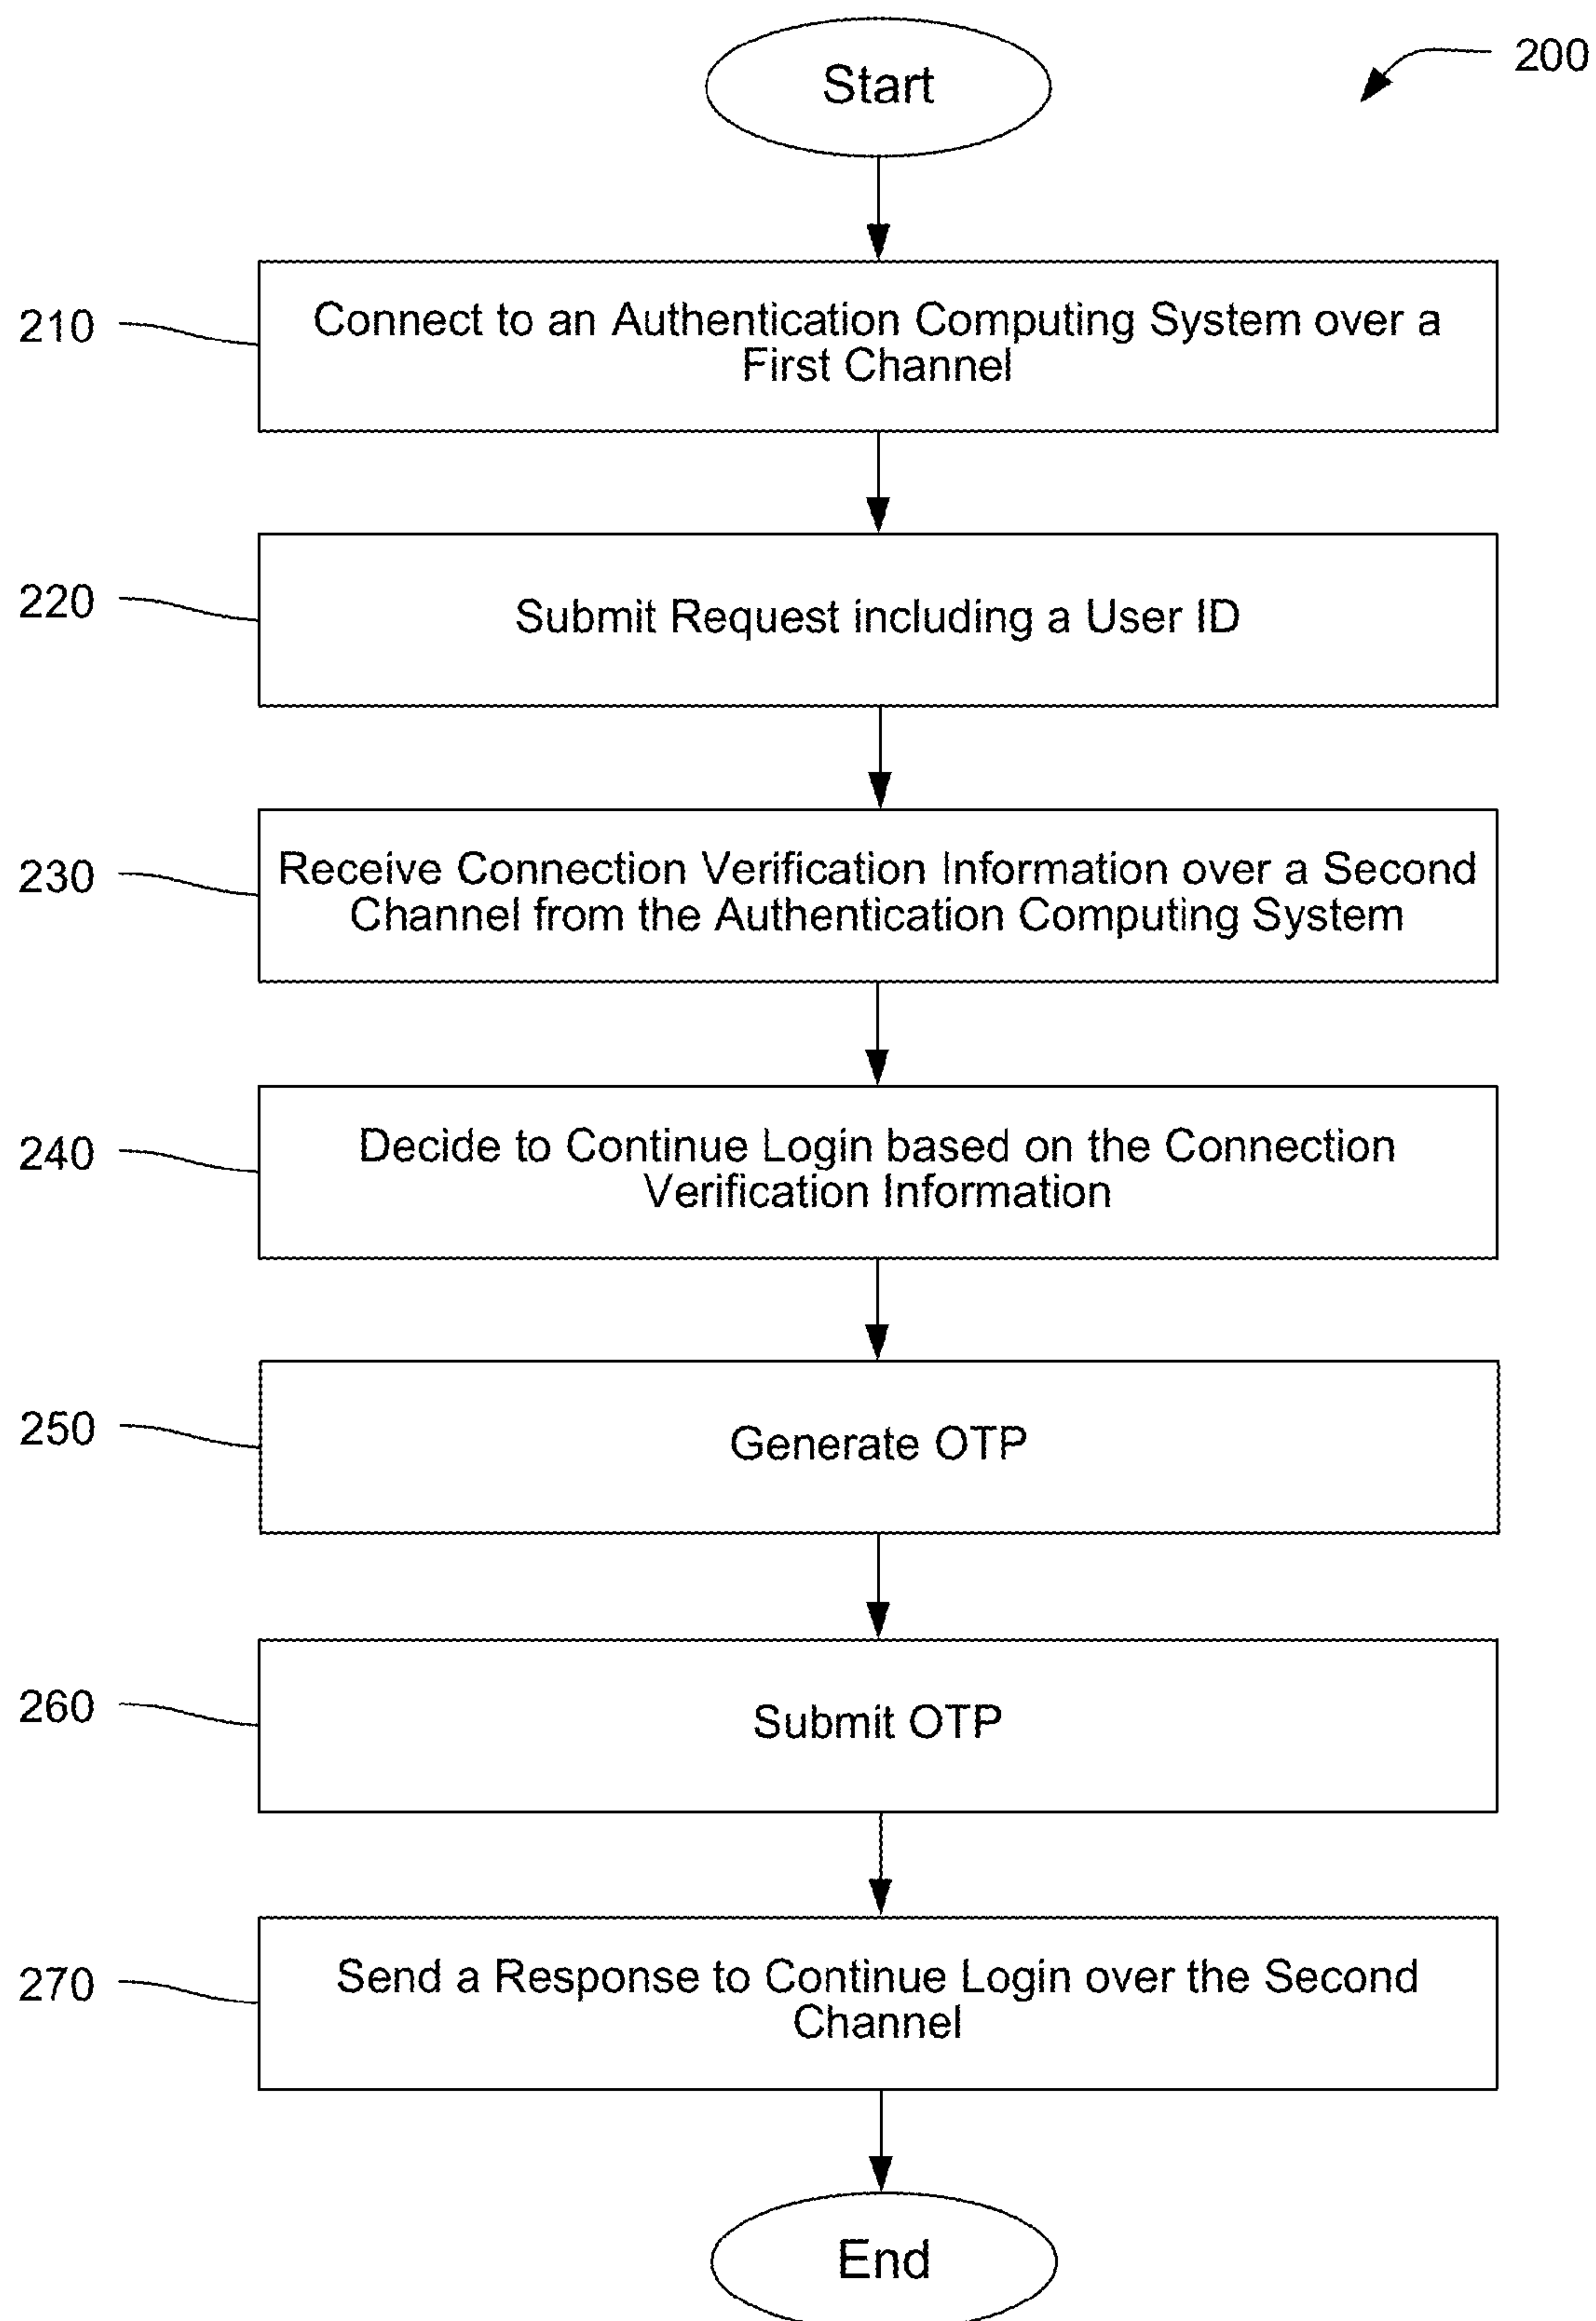 Start
200
210
Connect to an Authentication Computing System over a
First Channel
220
Submit Request including a User ID
230
Receive Connection Verification Information over a Second
Channel from the Authentication Computing System
240
Decide to Continue Login based on the Connection
Verification Information
250
Generate OTP
260
Submit OTP
270
Send a Response to Continue Login over the Second
Channel
End